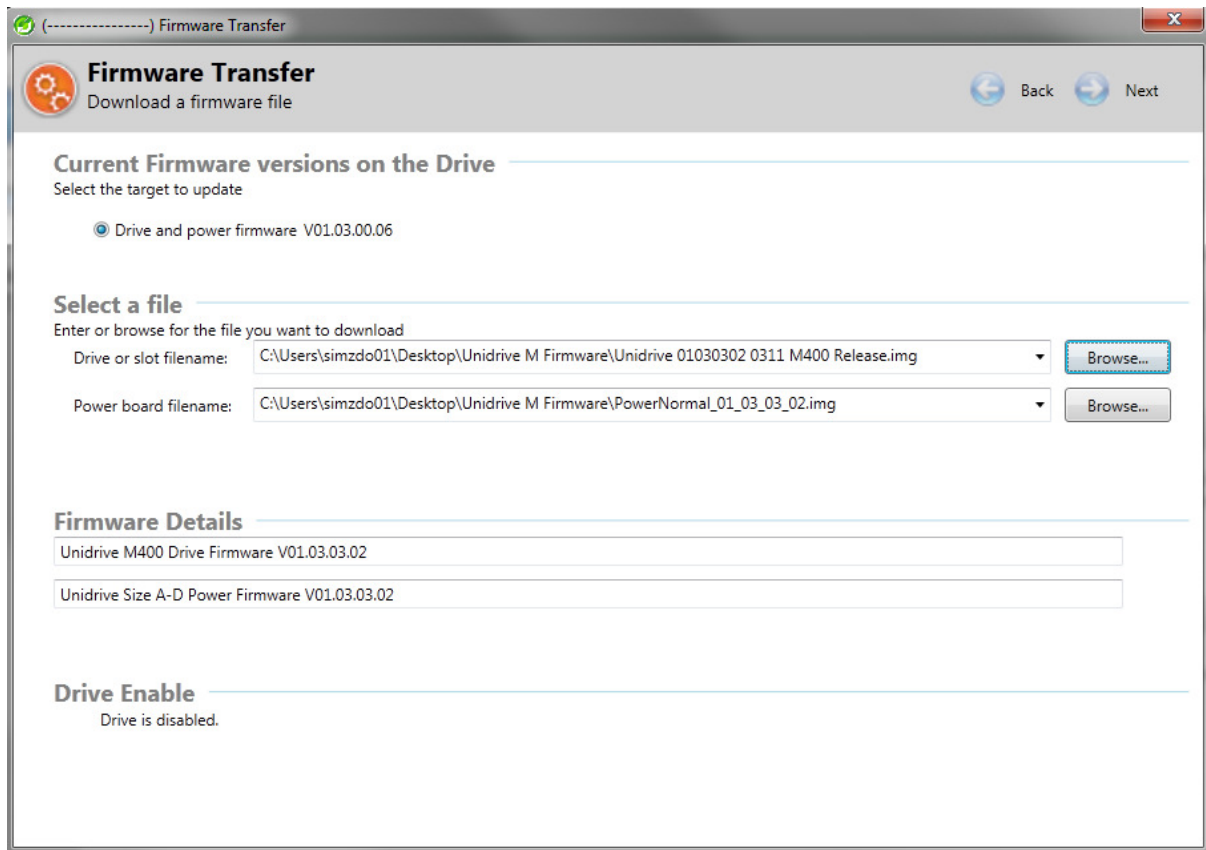 (----------------) Firmware Transfer
Firmware Transfer
Download a firmware file
Back
Next
Current Firmware versions on the Drive
Select the target to update
Drive and power firmware V01.03.00.06
Select a file
Enter or browse for the file you want to download
Drive or slot filename: C:\Users\simzdo01\Desktop\Unidrive M Firmware\Unidrive 01030302 0311 M400 Release.img Browse...
Power board filename: C:\Users\simzdo01\Desktop\Unidrive M Firmware\PowerNormal_01_03_03_02.img Browse...
Firmware Details
Unidrive M400 Drive Firmware V01.03.03.02
Unidrive Size A-D Power Firmware V01.03.03.02
Drive Enable
Drive is disabled.